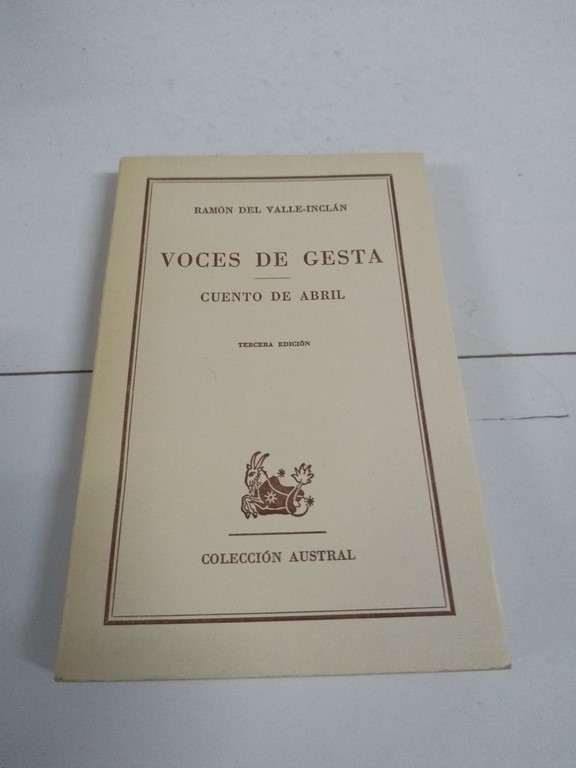 RAMÓN DEL VALLE-INCLÁN
VOCES DE GESTA
CUENTO DE ABRIL
TERCERA EDICIÓN
COLECCIÓN AUSTRAL